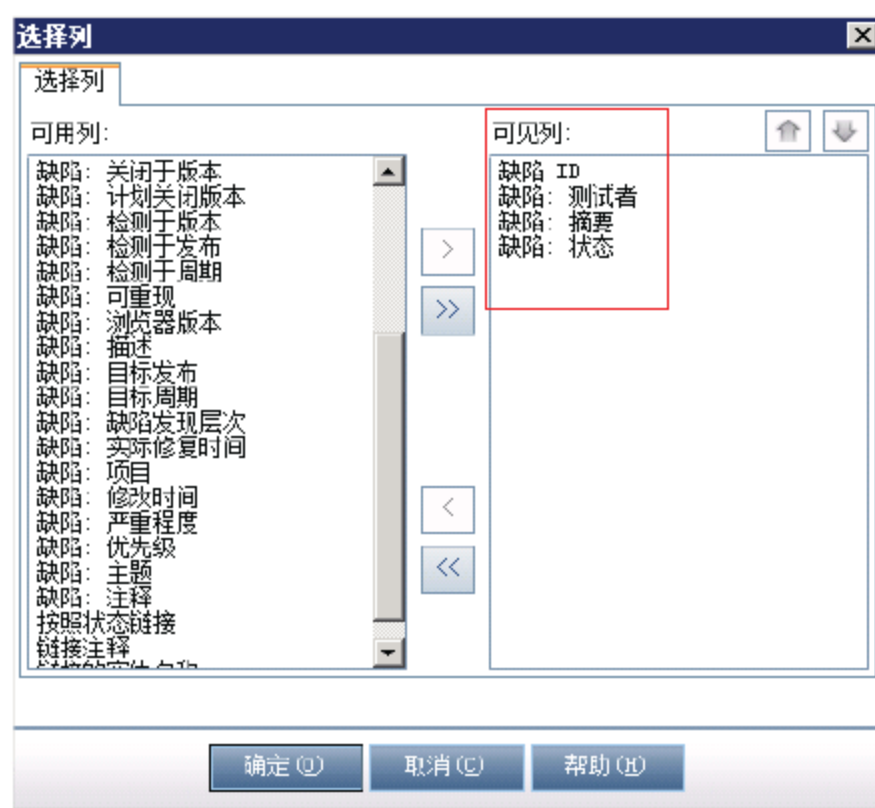 选择列
选择列
可用列:
缺陷: 关闭于版本
缺陷: 计划关闭版本
缺陷: 检测于版本
缺陷: 检测于发布
缺陷: 检测于周期
缺陷: 可重现
缺陷: 浏览器版本
缺陷: 描述
缺陷: 目标发布
缺陷: 目标周期
缺陷: 缺陷发现层次
缺陷: 实际修复时间
缺陷: 项目
缺陷: 修改时间
缺陷: 严重程度
缺陷: 优先级
缺陷: 主题
缺陷: 注释
按照状态链接
链接注释
>
>>
<
<<
可见列:
缺陷 ID
缺陷: 测试者
缺陷: 摘要
缺陷: 状态
确定(O)
取消(C)
帮助(H)